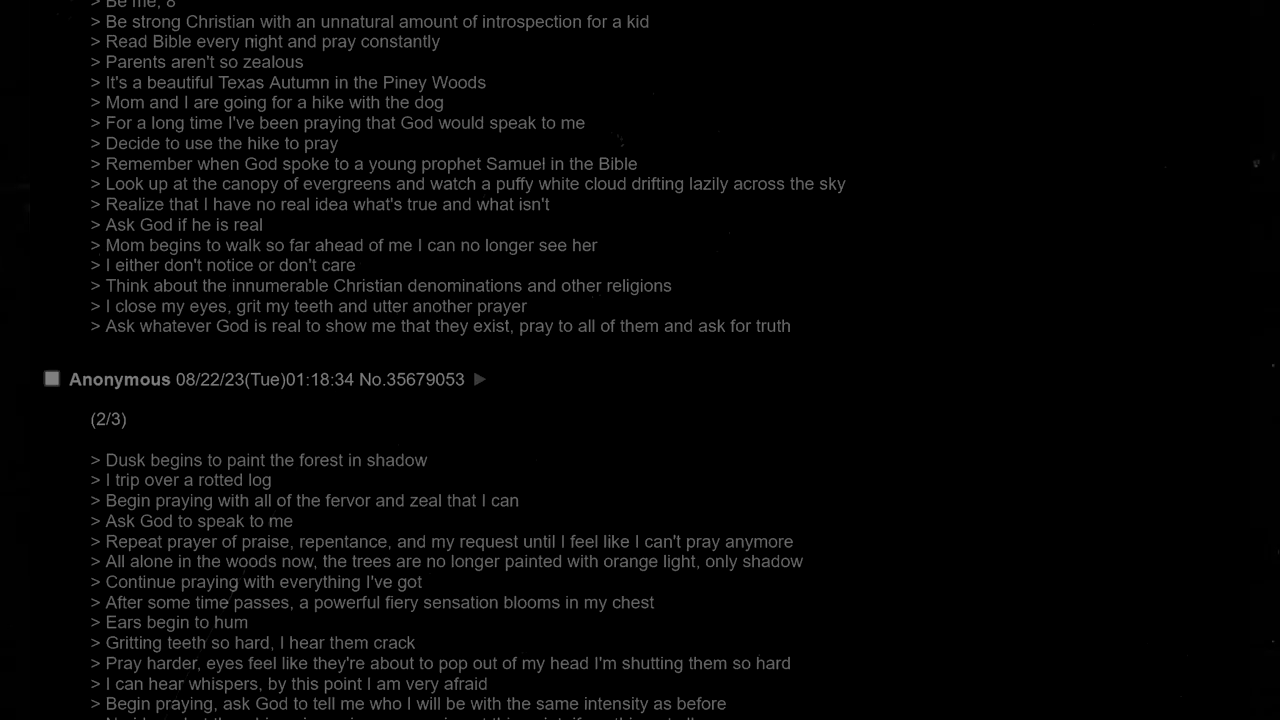 > Be me, 8
> Be strong Christian with an unnatural amount of introspection for a kid
> Read Bible every night and pray constantly
> Parents aren't so zealous
> It's a beautiful Texas Autumn in the Piney Woods
> Mom and I are going for a hike with the dog
> For a long time I've been praying that God would speak to me
> Decide to use the hike to pray
> Remember when God spoke to a young prophet Samuel in the Bible
> Look up at the canopy of evergreens and watch a puffy white cloud drifting lazily across the sky
> Realize that I have no real idea what's true and what isn't
> Ask God if he is real
> Mom begins to walk so far ahead of me I can no longer see her
> I either don't notice or don't care
> Think about the innumerable Christian denominations and other religions
> I close my eyes, grit my teeth and utter another prayer
> Ask whatever God is real to show me that they exist, pray to all of them and ask for truth
Anonymous 08/22/23(Tue)01:18:34 No.35679053 ▶
(2/3)
> Dusk begins to paint the forest in shadow
> I trip over a rotted log
> Begin praying with all of the fervor and zeal that I can
> Ask God to speak to me
> Repeat prayer of praise, repentance, and my request until I feel like I can't pray anymore
> All alone in the woods now, the trees are no longer painted with orange light, only shadow
> Continue praying with everything I've got
> After some time passes, a powerful fiery sensation blooms in my chest
> Ears begin to hum
> Gritting teeth so hard, I hear them crack
> Pray harder, eyes feel like they're about to pop out of my head I'm shutting them so hard
> I can hear whispers, by this point I am very afraid
> Begin praying, ask God to tell me who I will be with the same intensity as before